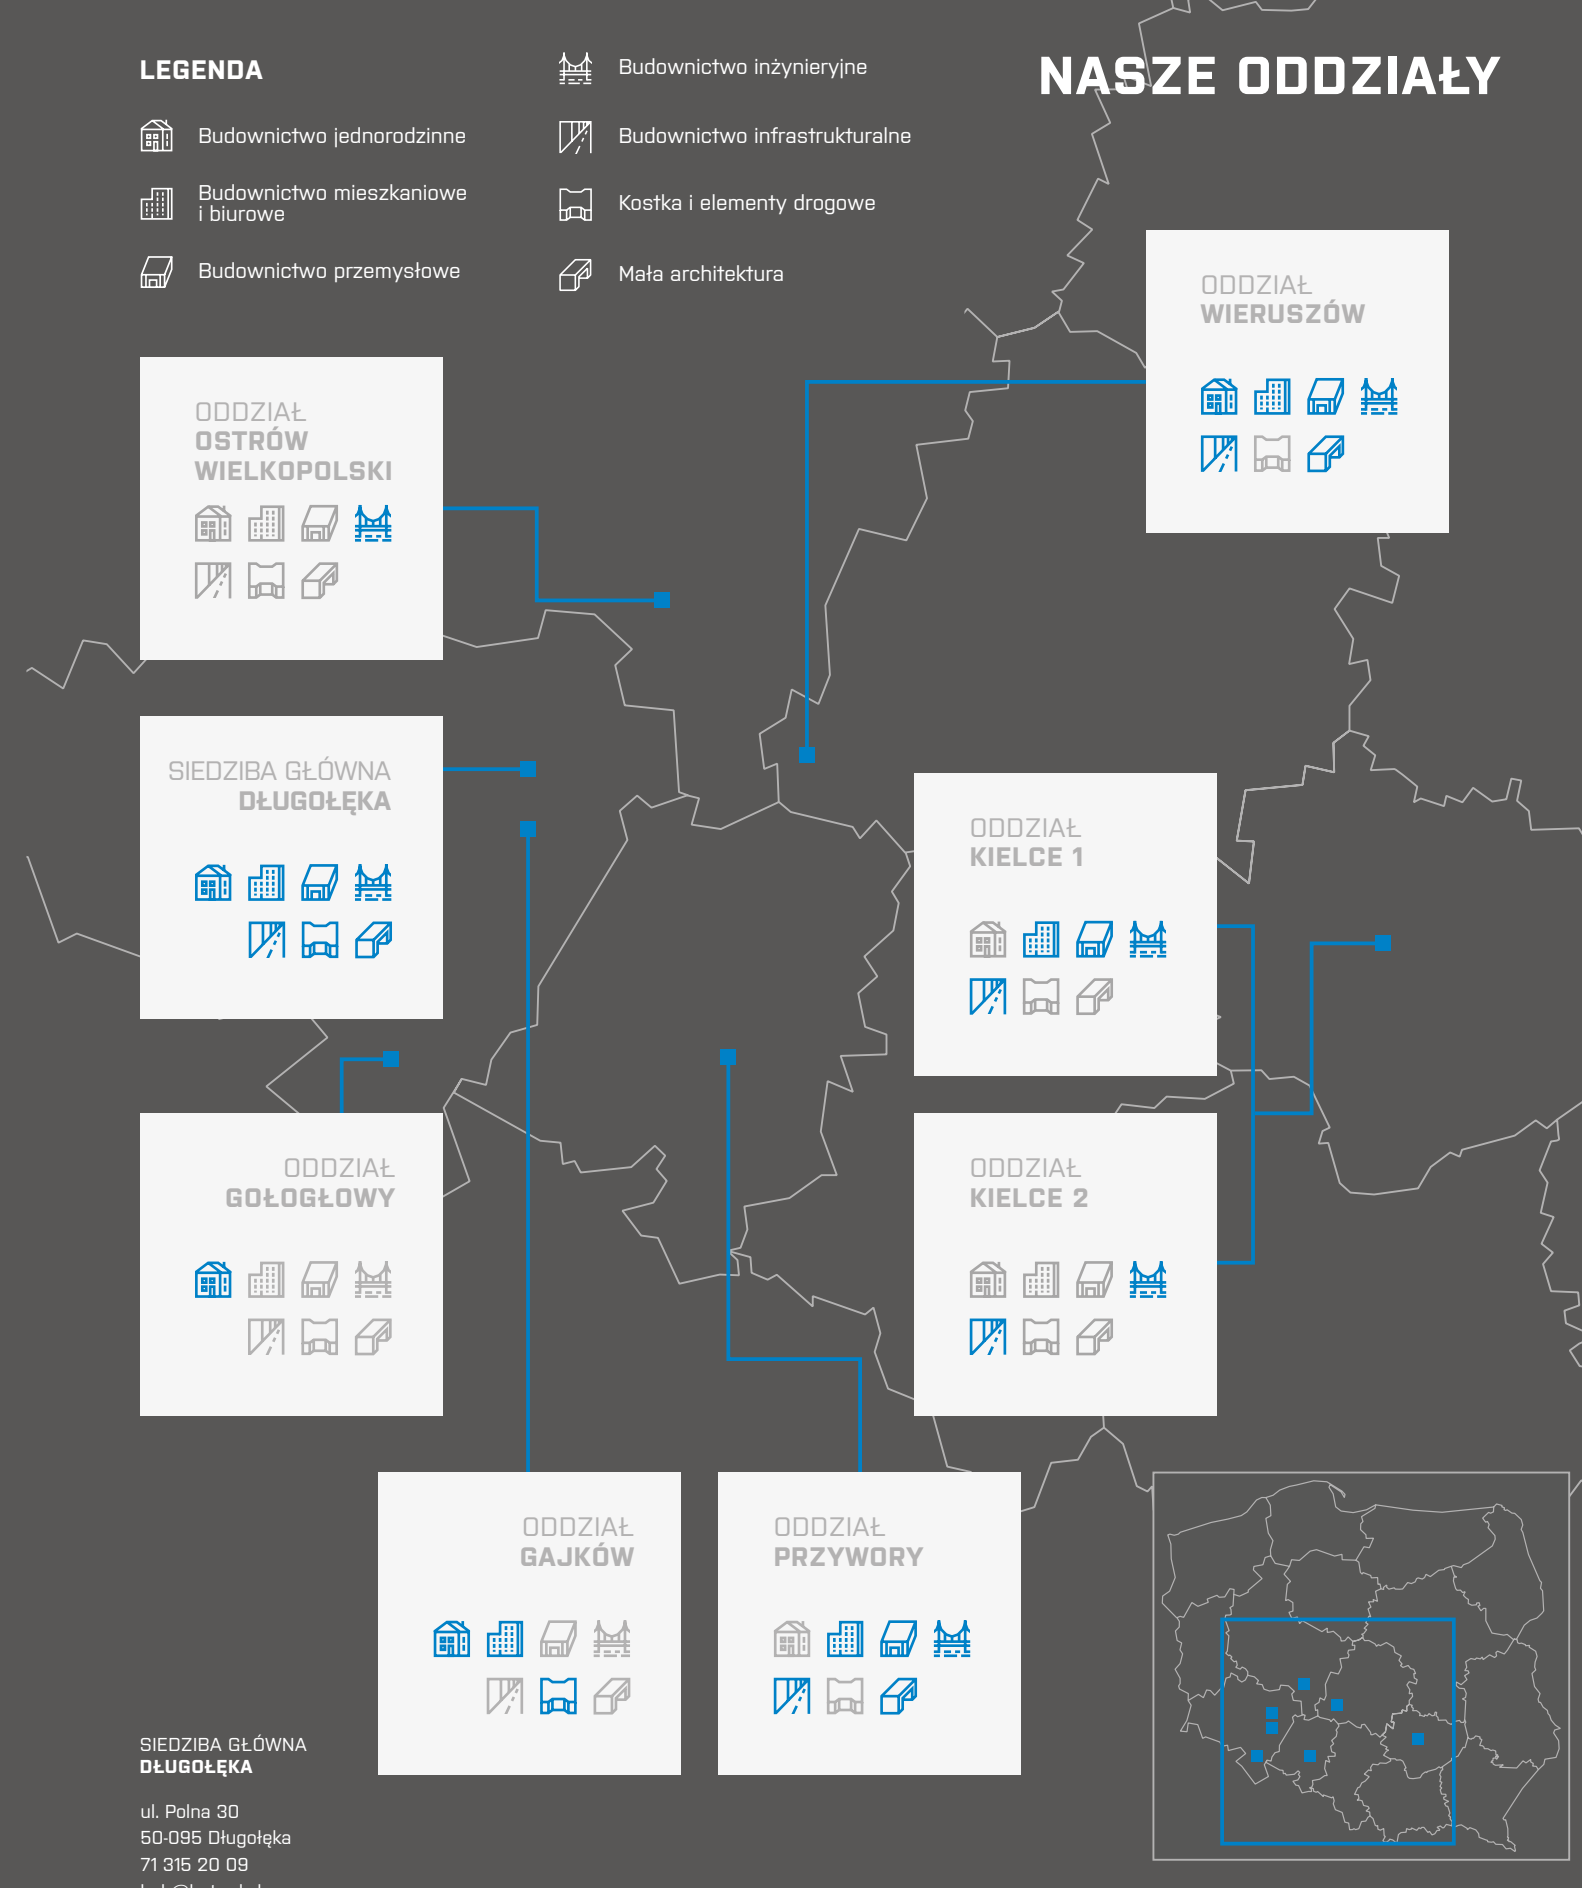 NASZE ODDZIAŁY
LEGENDA
Budownictwo jednorodzinne
Budownictwo mieszkaniowe
i biurowe
Budownictwo przemysłowe
Budownictwo inżynieryjne
Budownictwo infrastrukturalne
Kostka i elementy drogowe
Mała architektura
ODDZIAŁ
WIERUSZÓW
ODDZIAŁ
OSTRÓW
WIELKOPOLSKI
SIEDZIBA GŁÓWNA
DŁUGOŁĘKA
ODDZIAŁ
KIELCE 1
ODDZIAŁ
GOŁOGŁOWY
ODDZIAŁ
KIELCE 2
ODDZIAŁ
GAJKÓW
ODDZIAŁ
PRZYWORY
SIEDZIBA GŁÓWNA
DŁUGOŁĘKA
ul. Polna 30
50-095 Długołęka
71 315 20 09